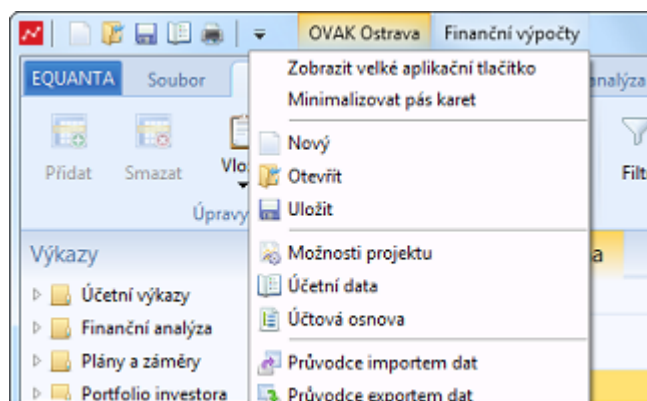 OVAK Ostrava Finanční výpočty
EQUANTA Soubor
Zobrazit velké aplikační tlačítko
Minimalizovat pás karet
Přidat Smazat
Úpravy
Nový
Otevřít
Uložit
Možnosti projektu
Účetní data
Účtová osnova
Průvodce importem dat
Průvodce exportem dat
Výkazy
Účetní výkazy
Finanční analýza
Plány a záměry
Portfolio investora